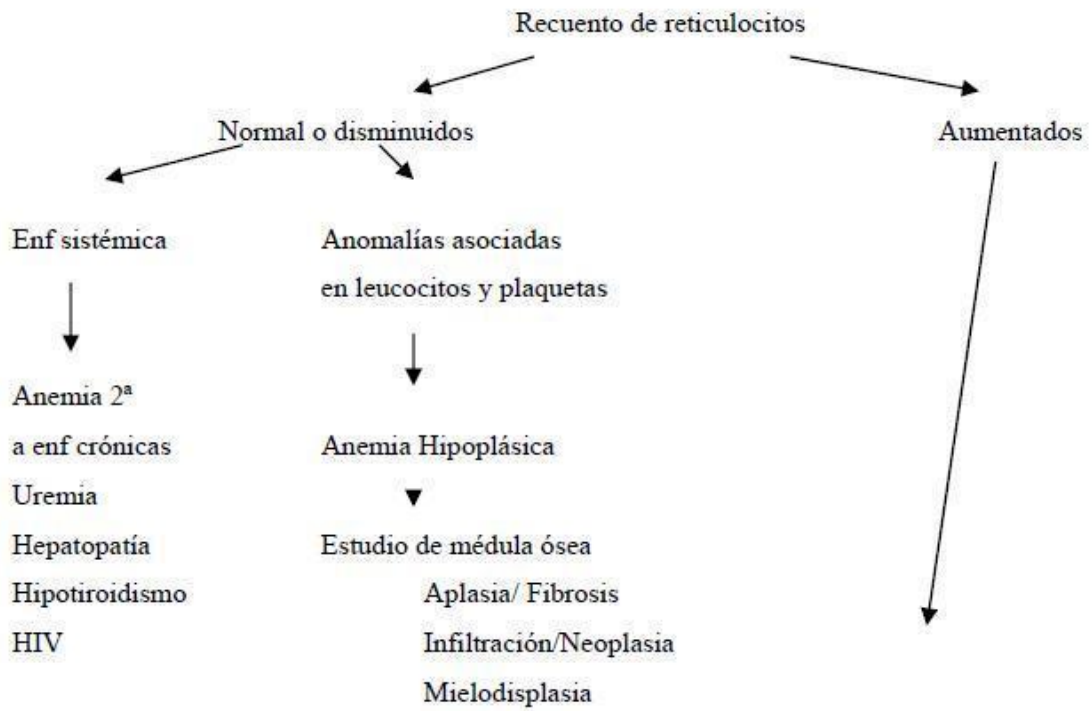 Recuento de reticulocitos
Normal o disminuidos
Aumentados
Enf sistémica
Anomalías asociadas
en leucocitos y plaquetas
Anemia 2ª
a enf crónicas
Uremia
Hepatopatía
Hipotiroidismo
HIV
Anemia Hipoplásica
Estudio de médula ósea
Aplasia/ Fibrosis
Infiltración/Neoplasia
Mielodisplasia